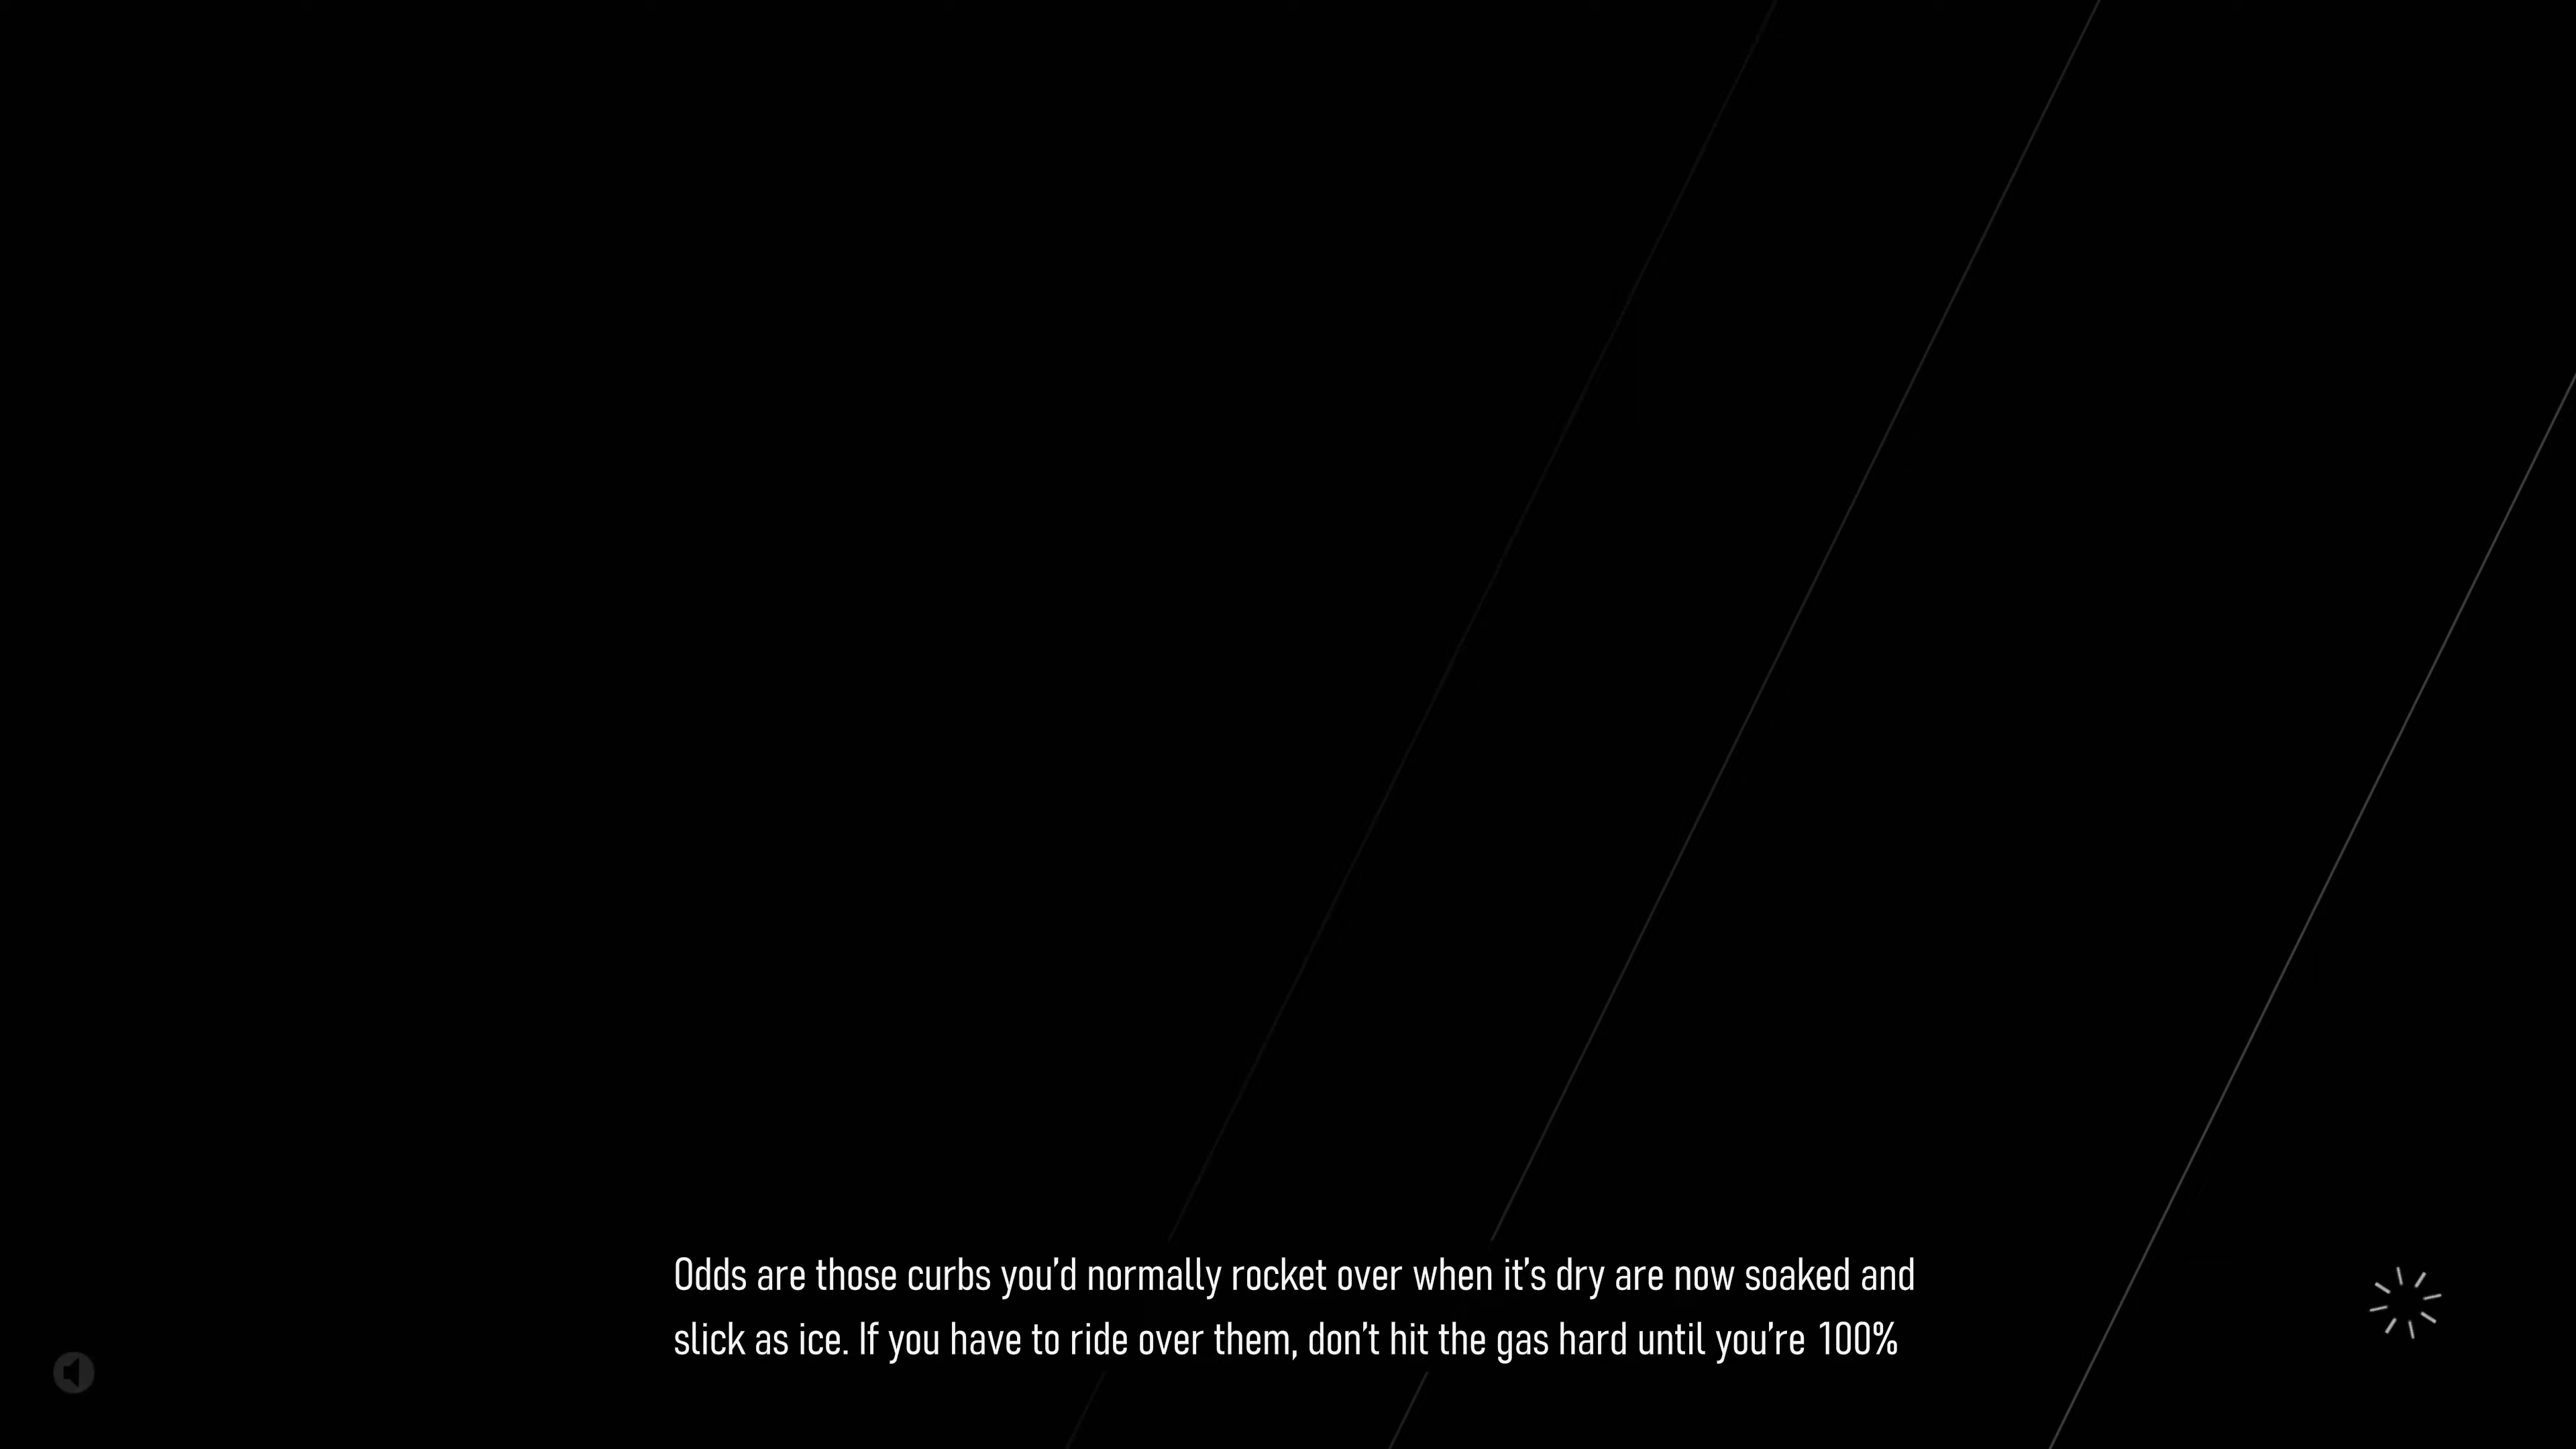 Odds are those curbs you’d normally rocket over when it’s dry are now soaked and
slick as ice. If you have to ride over them, don’t hit the gas hard until you’re 100%